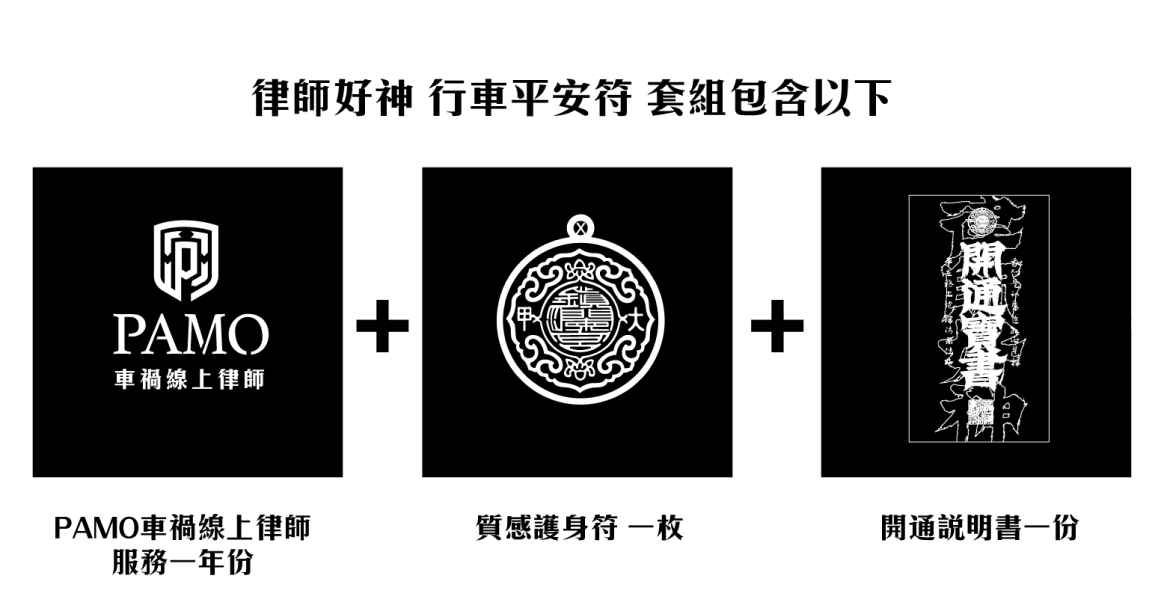 律師好神 行車平安符 套組包含以下
PAMO
車禍線上律師
甲
大
開通寶書
PAMO車禍線上律師
服務一年份
質感護身符 一枚
開通說明書一份